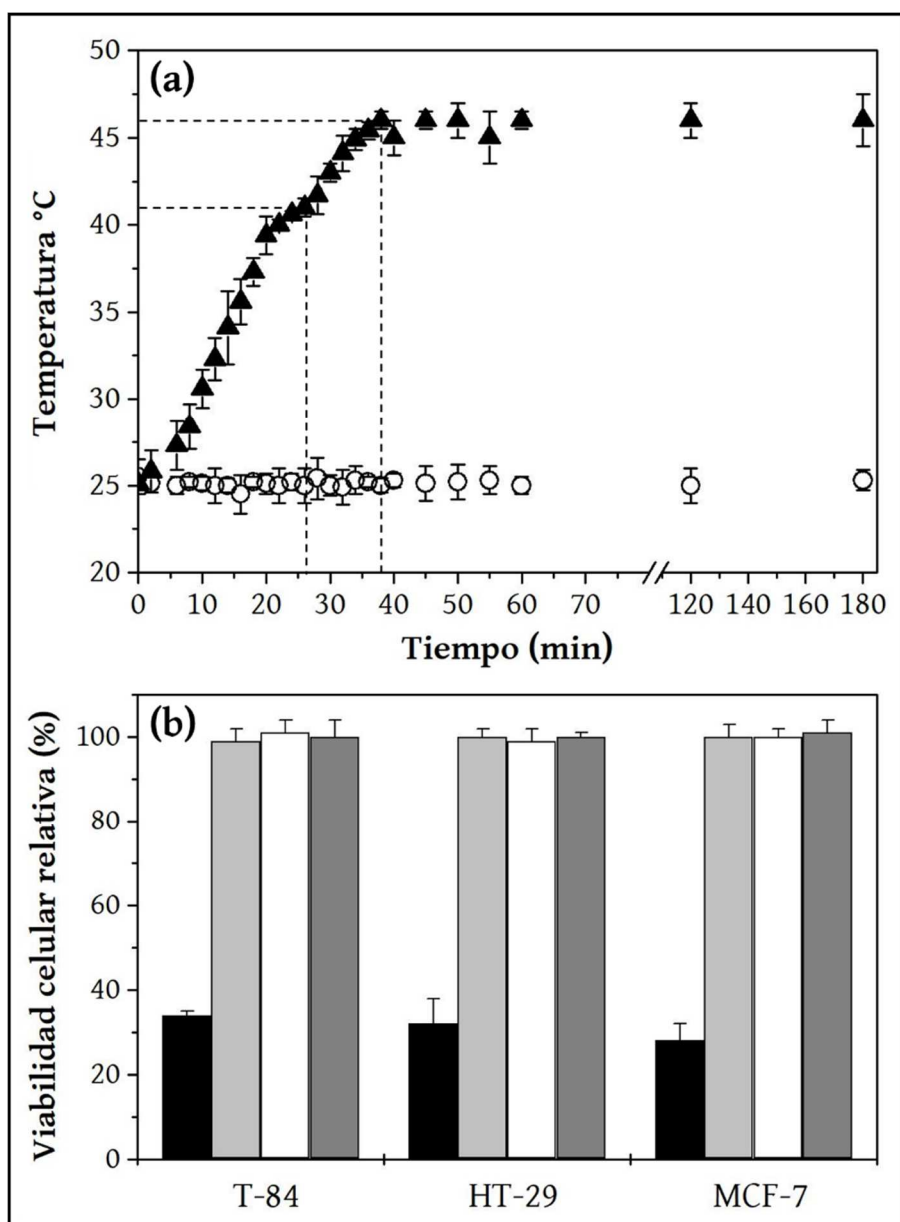 (a)
Temperatura °C
50
45
40
35
30
25
20
0 10 20 30 40 50 60 70 120 140 160 180
Tiempo (min)
(b)
Viabilidad celular relativa (%)
100
80
60
40
20
0
T-84 HT-29 MCF-7